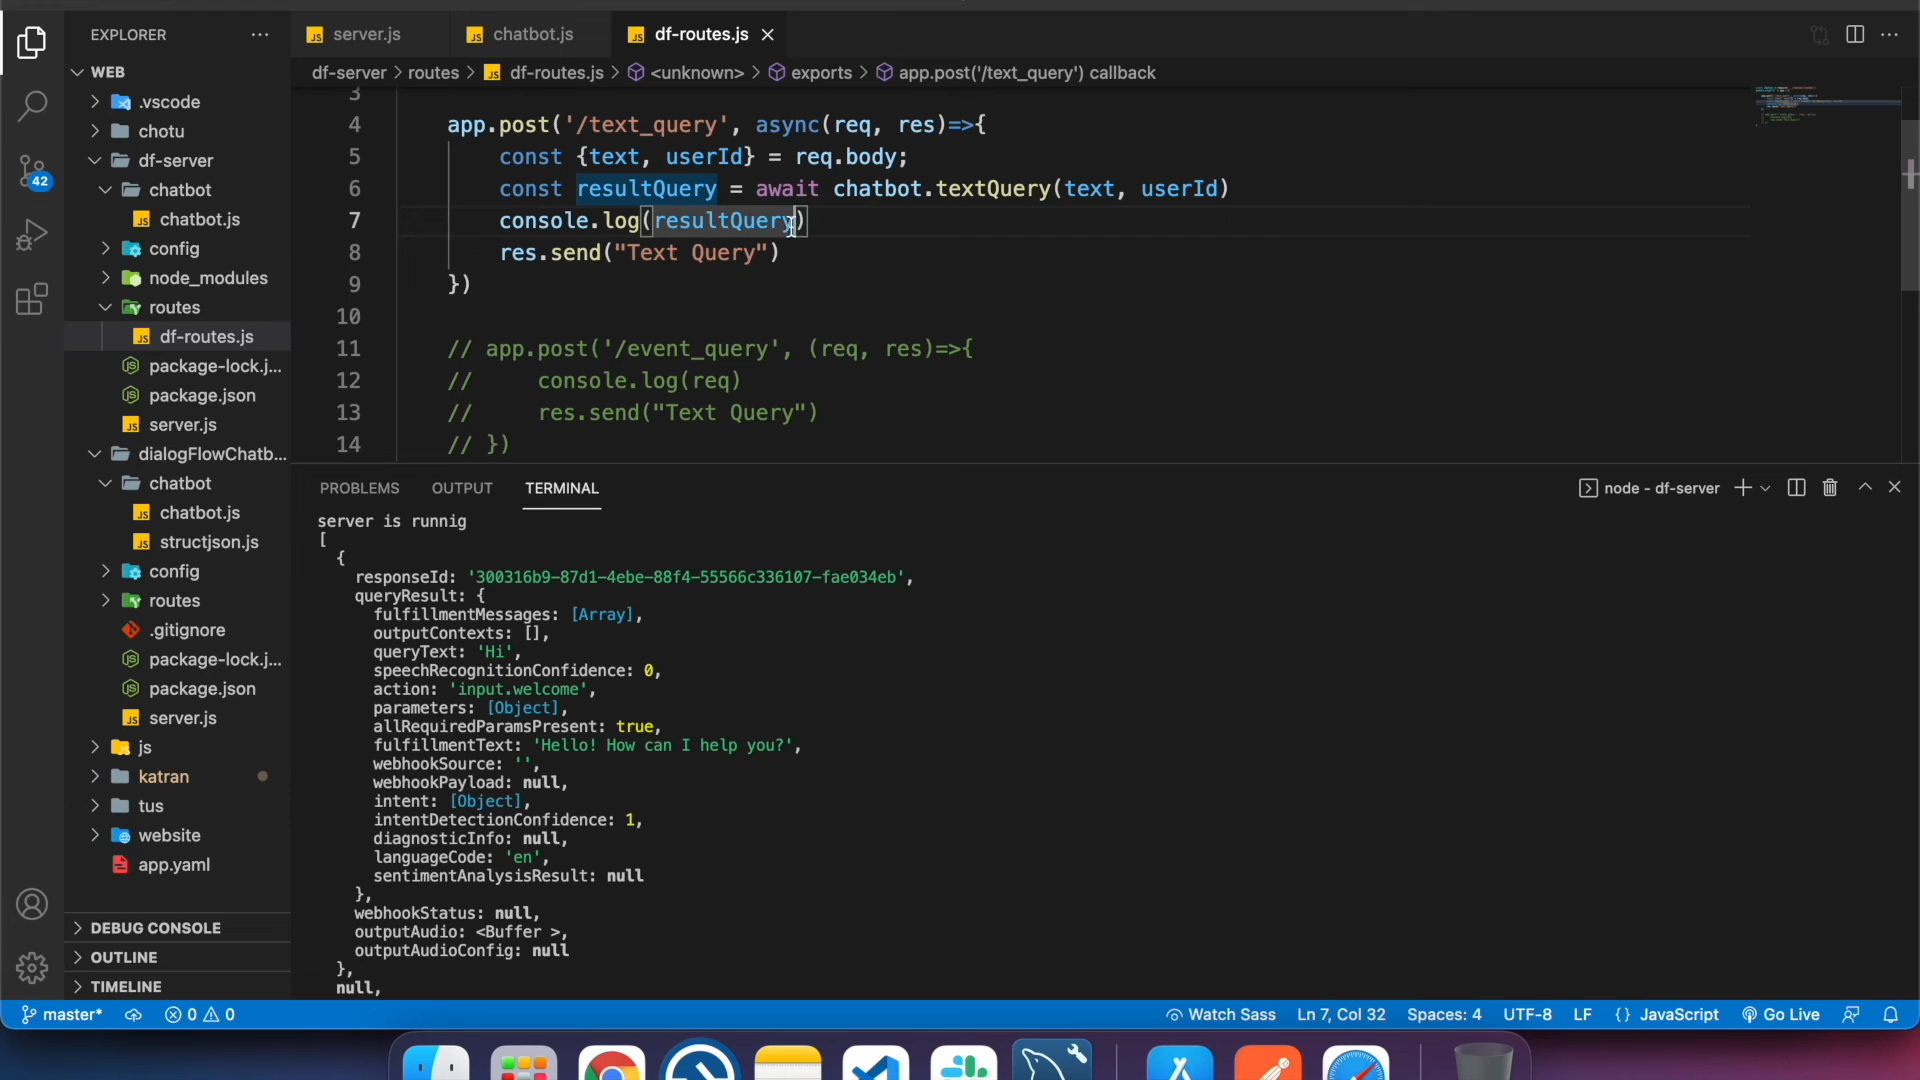 EXPLORER
WEB
.vscode
chotu
df-server
chatbot
chatbot.js
config
node_modules
routes
df-routes.js
package-lock.j...
package.json
server.js
dialogFlowChatb...
chatbot
chatbot.js
structjson.js
config
routes
.gitignore
package-lock.j...
package.json
server.js
js
katran
tus
website
app.yaml
DEBUG CONSOLE
OUTLINE
TIMELINE
42
server.js
chatbot.js
df-routes.js
df-server > routes > df-routes.js > <unknown> > exports > app.post('/text_query') callback
3
4 app.post('/text_query', async(req, res)=>{
5 const {text, userId} = req.body;
6 const resultQuery = await chatbot.textQuery(text, userId)
7 console.log(resultQuery)
8 res.send("Text Query")
9 })
10
11 // app.post('/event_query', (req, res)=>{
12 // console.log(req)
13 // res.send("Text Query")
14 // })
PROBLEMS OUTPUT TERMINAL
node - df-server
server is runnig
[
{
responseId: '300316b9-87d1-4ebe-88f4-55566c336107-fae034eb',
queryResult: {
fulfillmentMessages: [Array],
outputContexts: [],
queryText: 'Hi',
speechRecognitionConfidence: 0,
action: 'input.welcome',
parameters: [Object],
allRequiredParamsPresent: true,
fulfillmentText: 'Hello! How can I help you?',
webhookSource: '',
webhookPayload: null,
intent: [Object],
intentDetectionConfidence: 1,
diagnosticInfo: null,
languageCode: 'en',
sentimentAnalysisResult: null
},
webhookStatus: null,
outputAudio: <Buffer >,
outputAudioConfig: null
},
null,
master* 0 0 Watch Sass Ln 7, Col 32 Spaces: 4 UTF-8 LF {} JavaScript Go Live